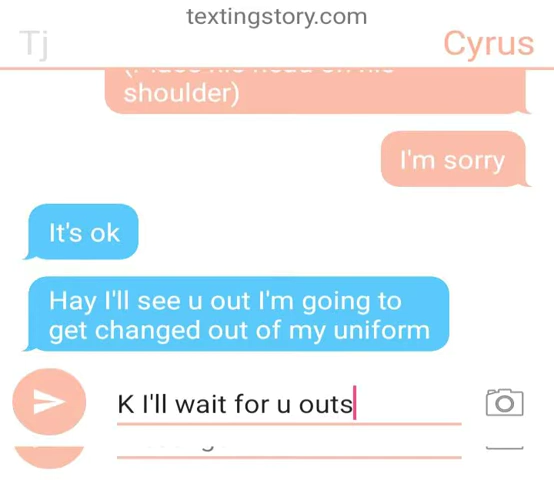 textingstory.com
Tj
Cyrus
shoulder)
I'm sorry
It's ok
Hay I'll see u out I'm going to
get changed out of my uniform
K I'll wait for u outs